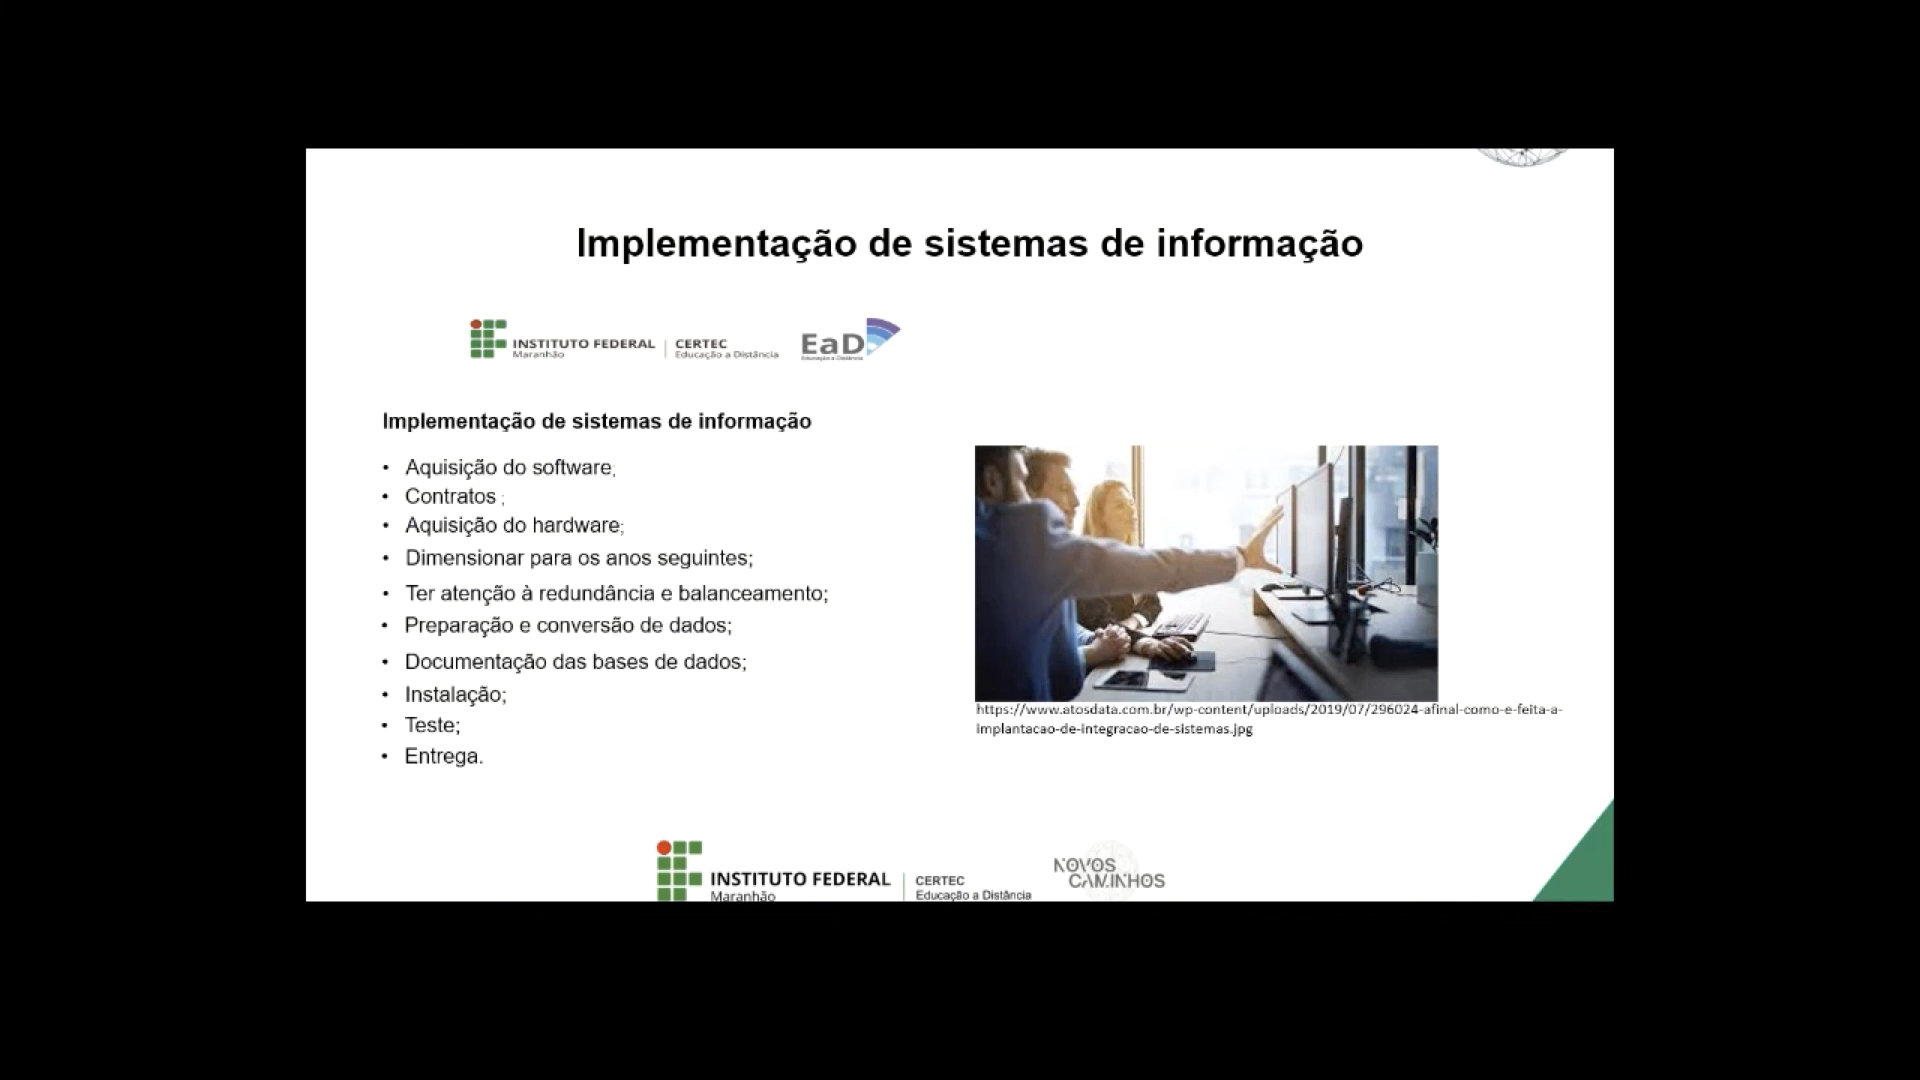 Implementação de sistemas de informação
INSTITUTO FEDERAL
Maranhão
CERTEC
Educação a Distância
EaD
Educação a Distância
Implementação de sistemas de informação
• Aquisição do software;
• Contratos ;
• Aquisição do hardware;
• Dimensionar para os anos seguintes;
• Ter atenção à redundância e balanceamento;
• Preparação e conversão de dados;
• Documentação das bases de dados;
• Instalação;
• Teste;
• Entrega.
https://www.atosdata.com.br/wp-content/uploads/2019/07/296024-afinal-como-e-feita-a-
implantacao-de-integracao-de-sistemas.jpg
INSTITUTO FEDERAL
Maranhão
CERTEC
Educação a Distância
NOVOS
CAMINHOS